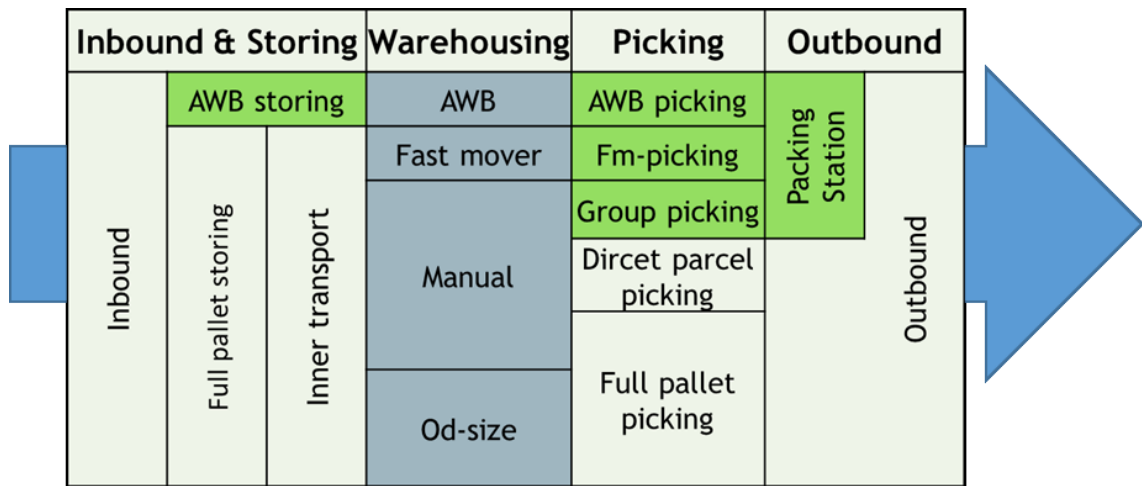 Inbound & Storing Warehousing Picking Outbound
AWB storing AWB AWB picking
Fast mover Fm-picking
Packing
Station
Group picking
Inbound
Full pallet storing
Inner transport
Manual
Dircet parcel
picking
Outbound
Full pallet
picking
Od-size